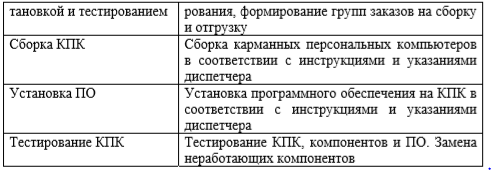 тановкой и тестированием
рования, формирование групп заказов на сборку
и отгрузку
Сборка КПК
Сборка карманных персональных компьютеров
в соответствии с инструкциями и указаниями
диспетчера
Установка ПО
Установка программного обеспечения на КПК в
соответствии с инструкциями и указаниями
диспетчера
Тестирование КПК
Тестирование КПК, компонентов и ПО. Замена
неработающих компонентов
.